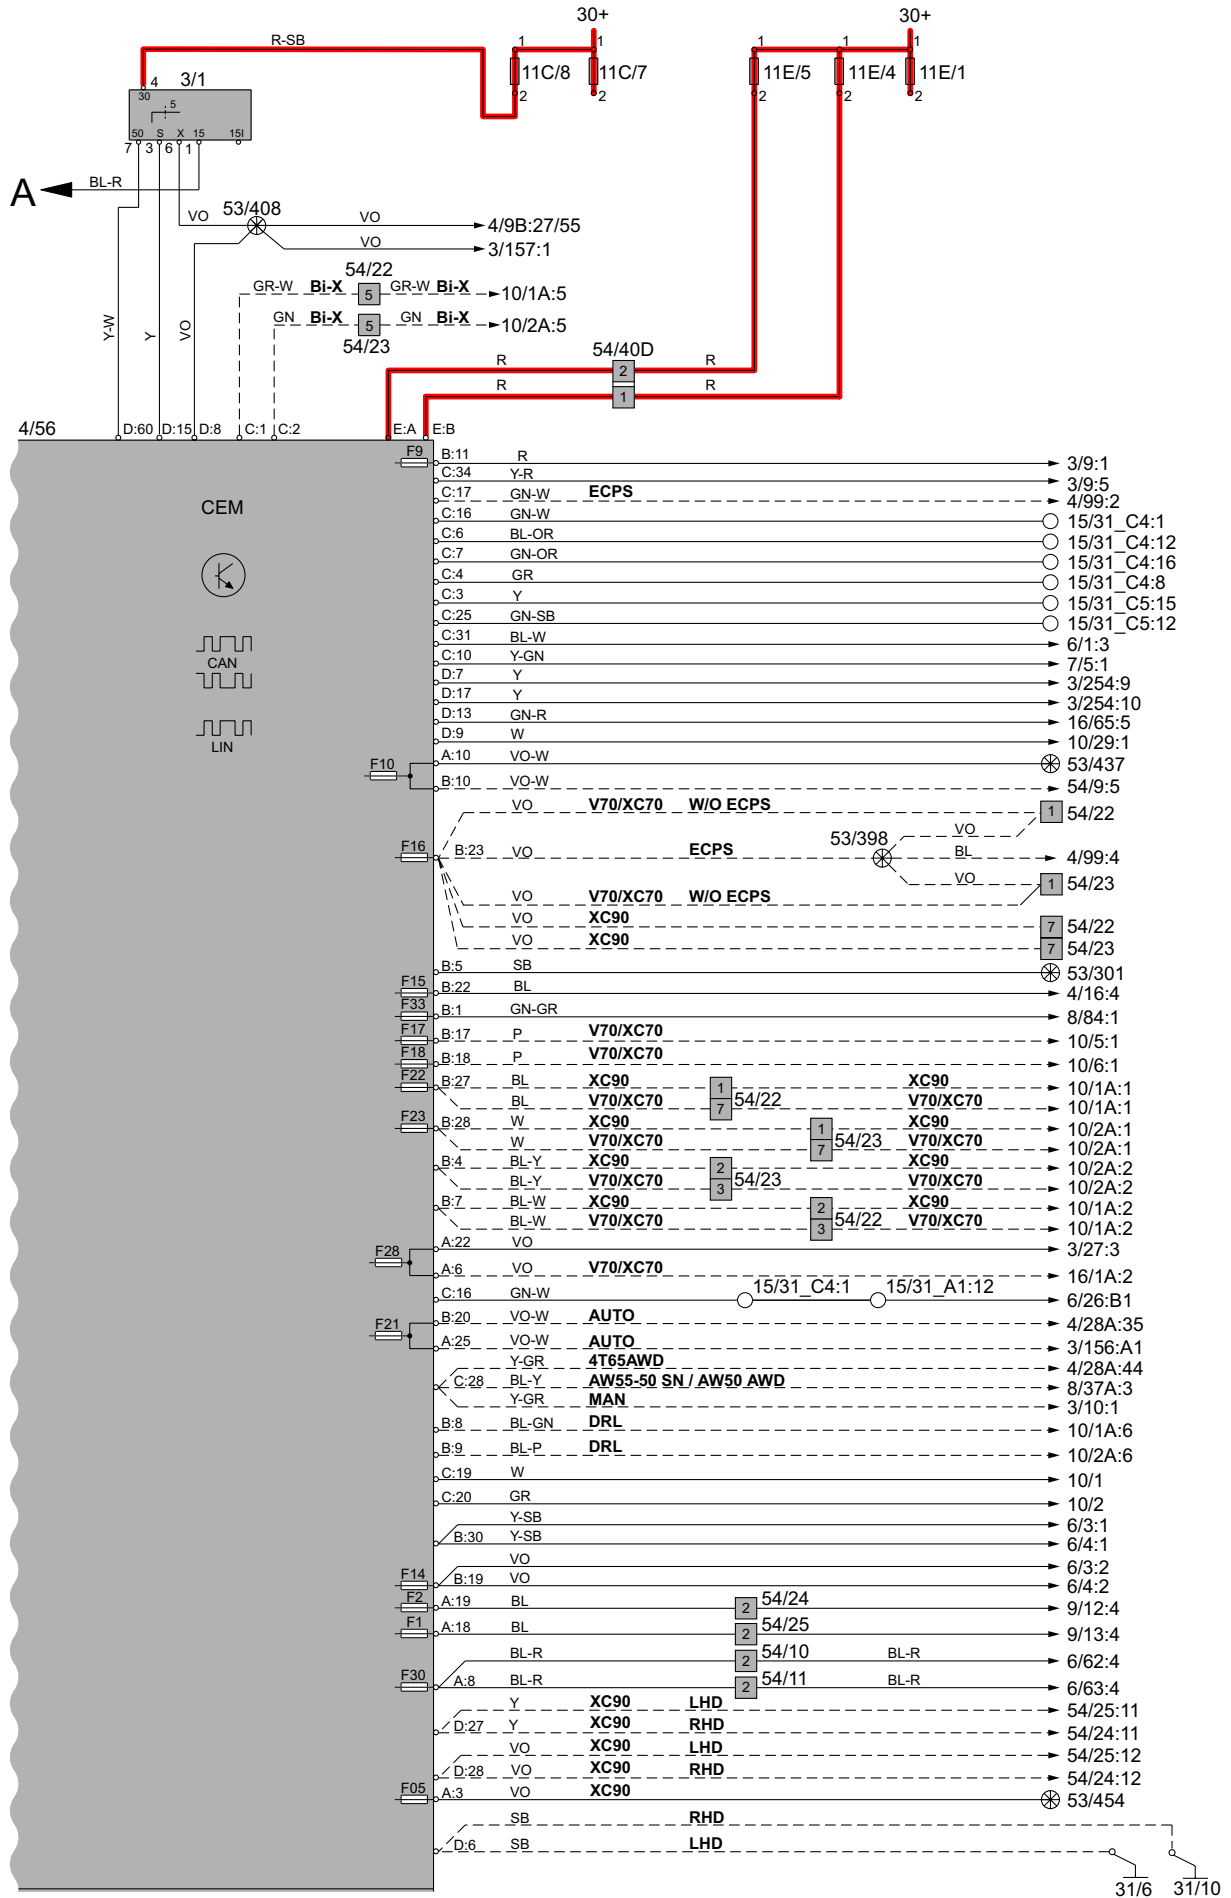 30+ 30+
R-SB 1 1 1 1 1
11C/8 11C/7 11E/5 11E/4 11E/1
2 2 2 2 2
4 3/1
30
5
50 S X 15 15I
7 3 6 1
A BL-R
53/408
VO VO 4/9B:27/55
VO 3/157:1
54/22
GR-W Bi-X 5 GR-W Bi-X 10/1A:5
GN Bi-X 5 GN Bi-X 10/2A:5
54/23
Y-W Y VO
54/40D
R 2 R
R 1 R
4/56 D:60 D:15 D:8 C:1 C:2 E:A E:B
CEM
CAN
LIN
F9 B:11 R 3/9:1
C:34 Y-R 3/9:5
C:17 GN-W ECPS 4/99:2
C:16 GN-W 15/31_C4:1
C:6 BL-OR 15/31_C4:12
C:7 GN-OR 15/31_C4:16
C:4 GR 15/31_C4:8
C:3 Y 15/31_C5:15
C:25 GN-SB 15/31_C5:12
C:31 BL-W 6/1:3
C:10 Y-GN 7/5:1
D:7 Y 3/254:9
D:17 Y 3/254:10
D:13 GN-R 16/65:5
D:9 W 10/29:1
F10 A:10 VO-W 53/437
B:10 VO-W 54/9:5
VO V70/XC70 W/O ECPS 1 54/22
VO
F16 B:23 VO ECPS 53/398 BL 4/99:4
VO 1 54/23
VO V70/XC70 W/O ECPS
VO XC90 7 54/22
VO XC90 7 54/23
B:5 SB 53/301
F15 B:22 BL 4/16:4
F33 B:1 GN-GR 8/84:1
F17 B:17 P V70/XC70 10/5:1
F18 B:18 P V70/XC70 10/6:1
F22 B:27 BL XC90 1 XC90 10/1A:1
BL V70/XC70 7 54/22 V70/XC70 10/1A:1
F23 B:28 W XC90 1 XC90 10/2A:1
W V70/XC70 7 54/23 V70/XC70 10/2A:1
B:4 BL-Y XC90 2 XC90 10/2A:2
BL-Y V70/XC70 3 54/23 V70/XC70 10/2A:2
B:7 BL-W XC90 2 XC90 10/1A:2
BL-W V70/XC70 3 54/22 V70/XC70 10/1A:2
F28 A:22 VO 3/27:3
A:6 VO V70/XC70 16/1A:2
C:16 GN-W 15/31_C4:1 15/31_A1:12 6/26:B1
F21 B:20 VO-W AUTO 4/28A:35
A:25 VO-W AUTO 3/156:A1
Y-GR 4T65AWD 4/28A:44
C:28 BL-Y AW55-50 SN / AW50 AWD 8/37A:3
Y-GR MAN 3/10:1
B:8 BL-GN DRL 10/1A:6
B:9 BL-P DRL 10/2A:6
C:19 W 10/1
C:20 GR 10/2
Y-SB 6/3:1
B:30 Y-SB 6/4:1
VO 6/3:2
F14 B:19 VO 6/4:2
F2 A:19 BL 2 54/24 9/12:4
F1 A:18 BL 2 54/25 9/13:4
BL-R 2 54/10 BL-R 6/62:4
F30 A:8 BL-R 2 54/11 BL-R 6/63:4
Y XC90 LHD 54/25:11
D:27 Y XC90 RHD 54/24:11
VO XC90 LHD 54/25:12
D:28 VO XC90 RHD 54/24:12
F05 A:3 VO XC90 53/454
SB RHD
D:6 SB LHD
31/6 31/10